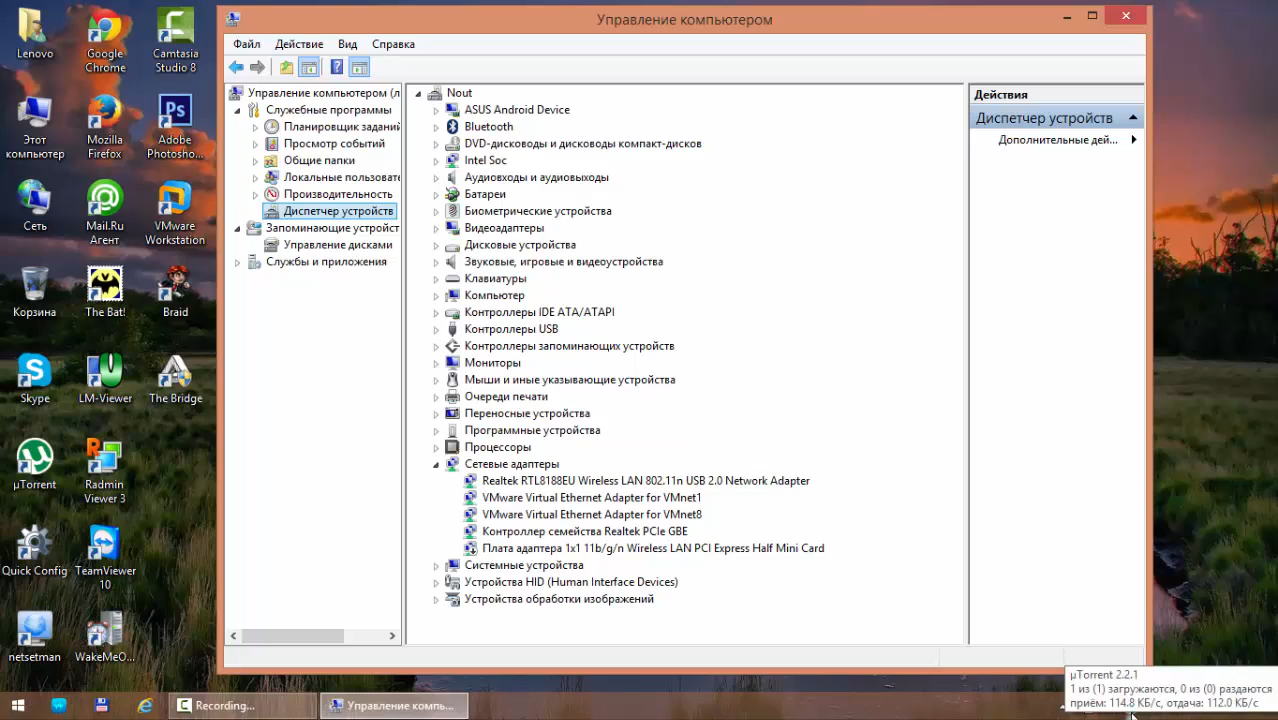 Lenovo
Google
Chrome
Camtasia
Studio 8
Этот
компьютер
Mozilla
Firefox
Adobe
Photosho...
Сеть
Mail.Ru
Агент
VMware
Workstation
Корзина
The Bat!
Braid
Skype
LM-Viewer
The Bridge
µTorrent
Radmin
Viewer 3
Quick Config
TeamViewer
10
netsetman
WakeMeO...
Управление компьютером
Файл Действие Вид Справка
Управление компьютером (л
Служебные программы
Планировщик заданий
Просмотр событий
Общие папки
Локальные пользоват
Производительность
Диспетчер устройств
Запоминающие устройст
Управление дисками
Службы и приложения
Nout
ASUS Android Device
Bluetooth
DVD-дисководы и дисководы компакт-дисков
Intel Soc
Аудиовходы и аудиовыходы
Батареи
Биометрические устройства
Видеоадаптеры
Дисковые устройства
Звуковые, игровые и видеоустройства
Клавиатуры
Компьютер
Контроллеры IDE ATA/ATAPI
Контроллеры USB
Контроллеры запоминающих устройств
Мониторы
Мыши и иные указывающие устройства
Очереди печати
Переносные устройства
Программные устройства
Процессоры
Сетевые адаптеры
Realtek RTL8188EU Wireless LAN 802.11n USB 2.0 Network Adapter
VMware Virtual Ethernet Adapter for VMnet1
VMware Virtual Ethernet Adapter for VMnet8
Контроллер семейства Realtek PCIe GBE
Плата адаптера 1x1 11b/g/n Wireless LAN PCI Express Half Mini Card
Системные устройства
Устройства HID (Human Interface Devices)
Устройства обработки изображений
Действия
Диспетчер устройств
Дополнительные дей...
µTorrent 2.2.1
1 из (1) загружаются, 0 из (0) раздаются
приём: 114.8 КБ/с, отдача: 112.0 КБ/с
Recording...
Управление компь...